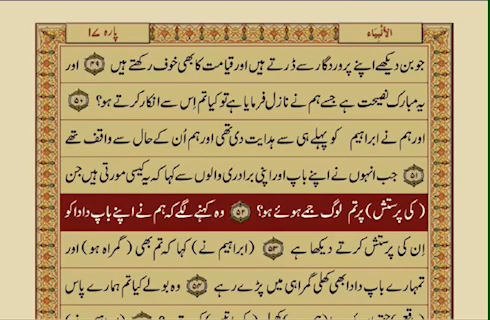 پارہ ١٧ الأنبياء
جو بن دیکھے اپنے پروردگار سے ڈرتے ہیں اور قیامت کا بھی خوف رکھتے ہیں ﴿۴۹﴾ اور
یہ مبارک نصیحت ہے جسے ہم نے نازل فرمایا ہے تو کیا تم اِس سے انکار کرتے ہو؟ ﴿۵۰﴾
اور ہم نے ابراہیم کو پہلے ہی سے ہدایت دی تھی اور ہم اُن کے حال سے واقف تھے
﴿۵۱﴾ جب انہوں نے اپنے باپ اور اپنی برادری والوں سے کہا کہ یہ کیسی مورتیں ہیں جن
(کی پرستش) پر تم لوگ جمے ہوئے ہو؟ ﴿۵۲﴾ وہ کہنے لگے کہ ہم نے اپنے باپ دادا کو
اِن کی پرستش کرتے دیکھا ہے ﴿۵۳﴾ (ابراہیم نے) کہا کہ تم بھی (گمراہ ہو) اور
تمہارے باپ دادا بھی کھلی گمراہی میں پڑے رہے ﴿۵۴﴾ وہ بولے کیا تم ہمارے پاس